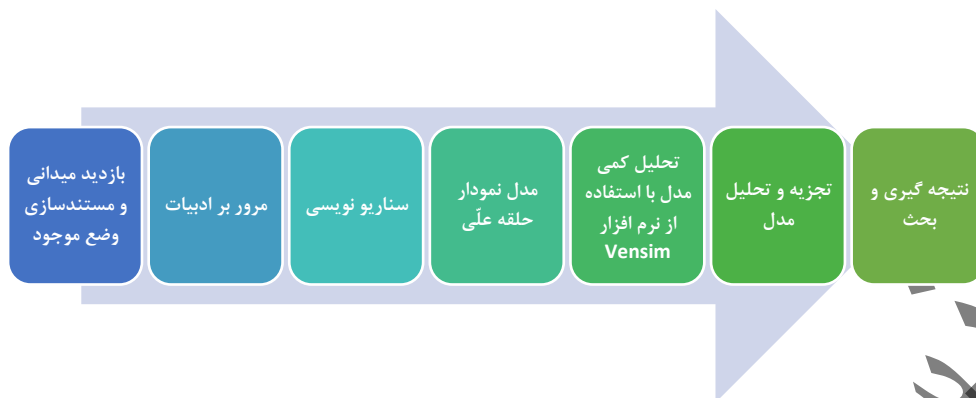 بازدید میدانی
و مستندسازی
وضع موجود
مرور بر ادبیات
سناریو نویسی
مدل نمودار
حلقه علّی
تحلیل کمی
مدل با استفاده
از نرم افزار
Vensim
تجزیه و تحلیل
مدل
نتیجه گیری و
بحث